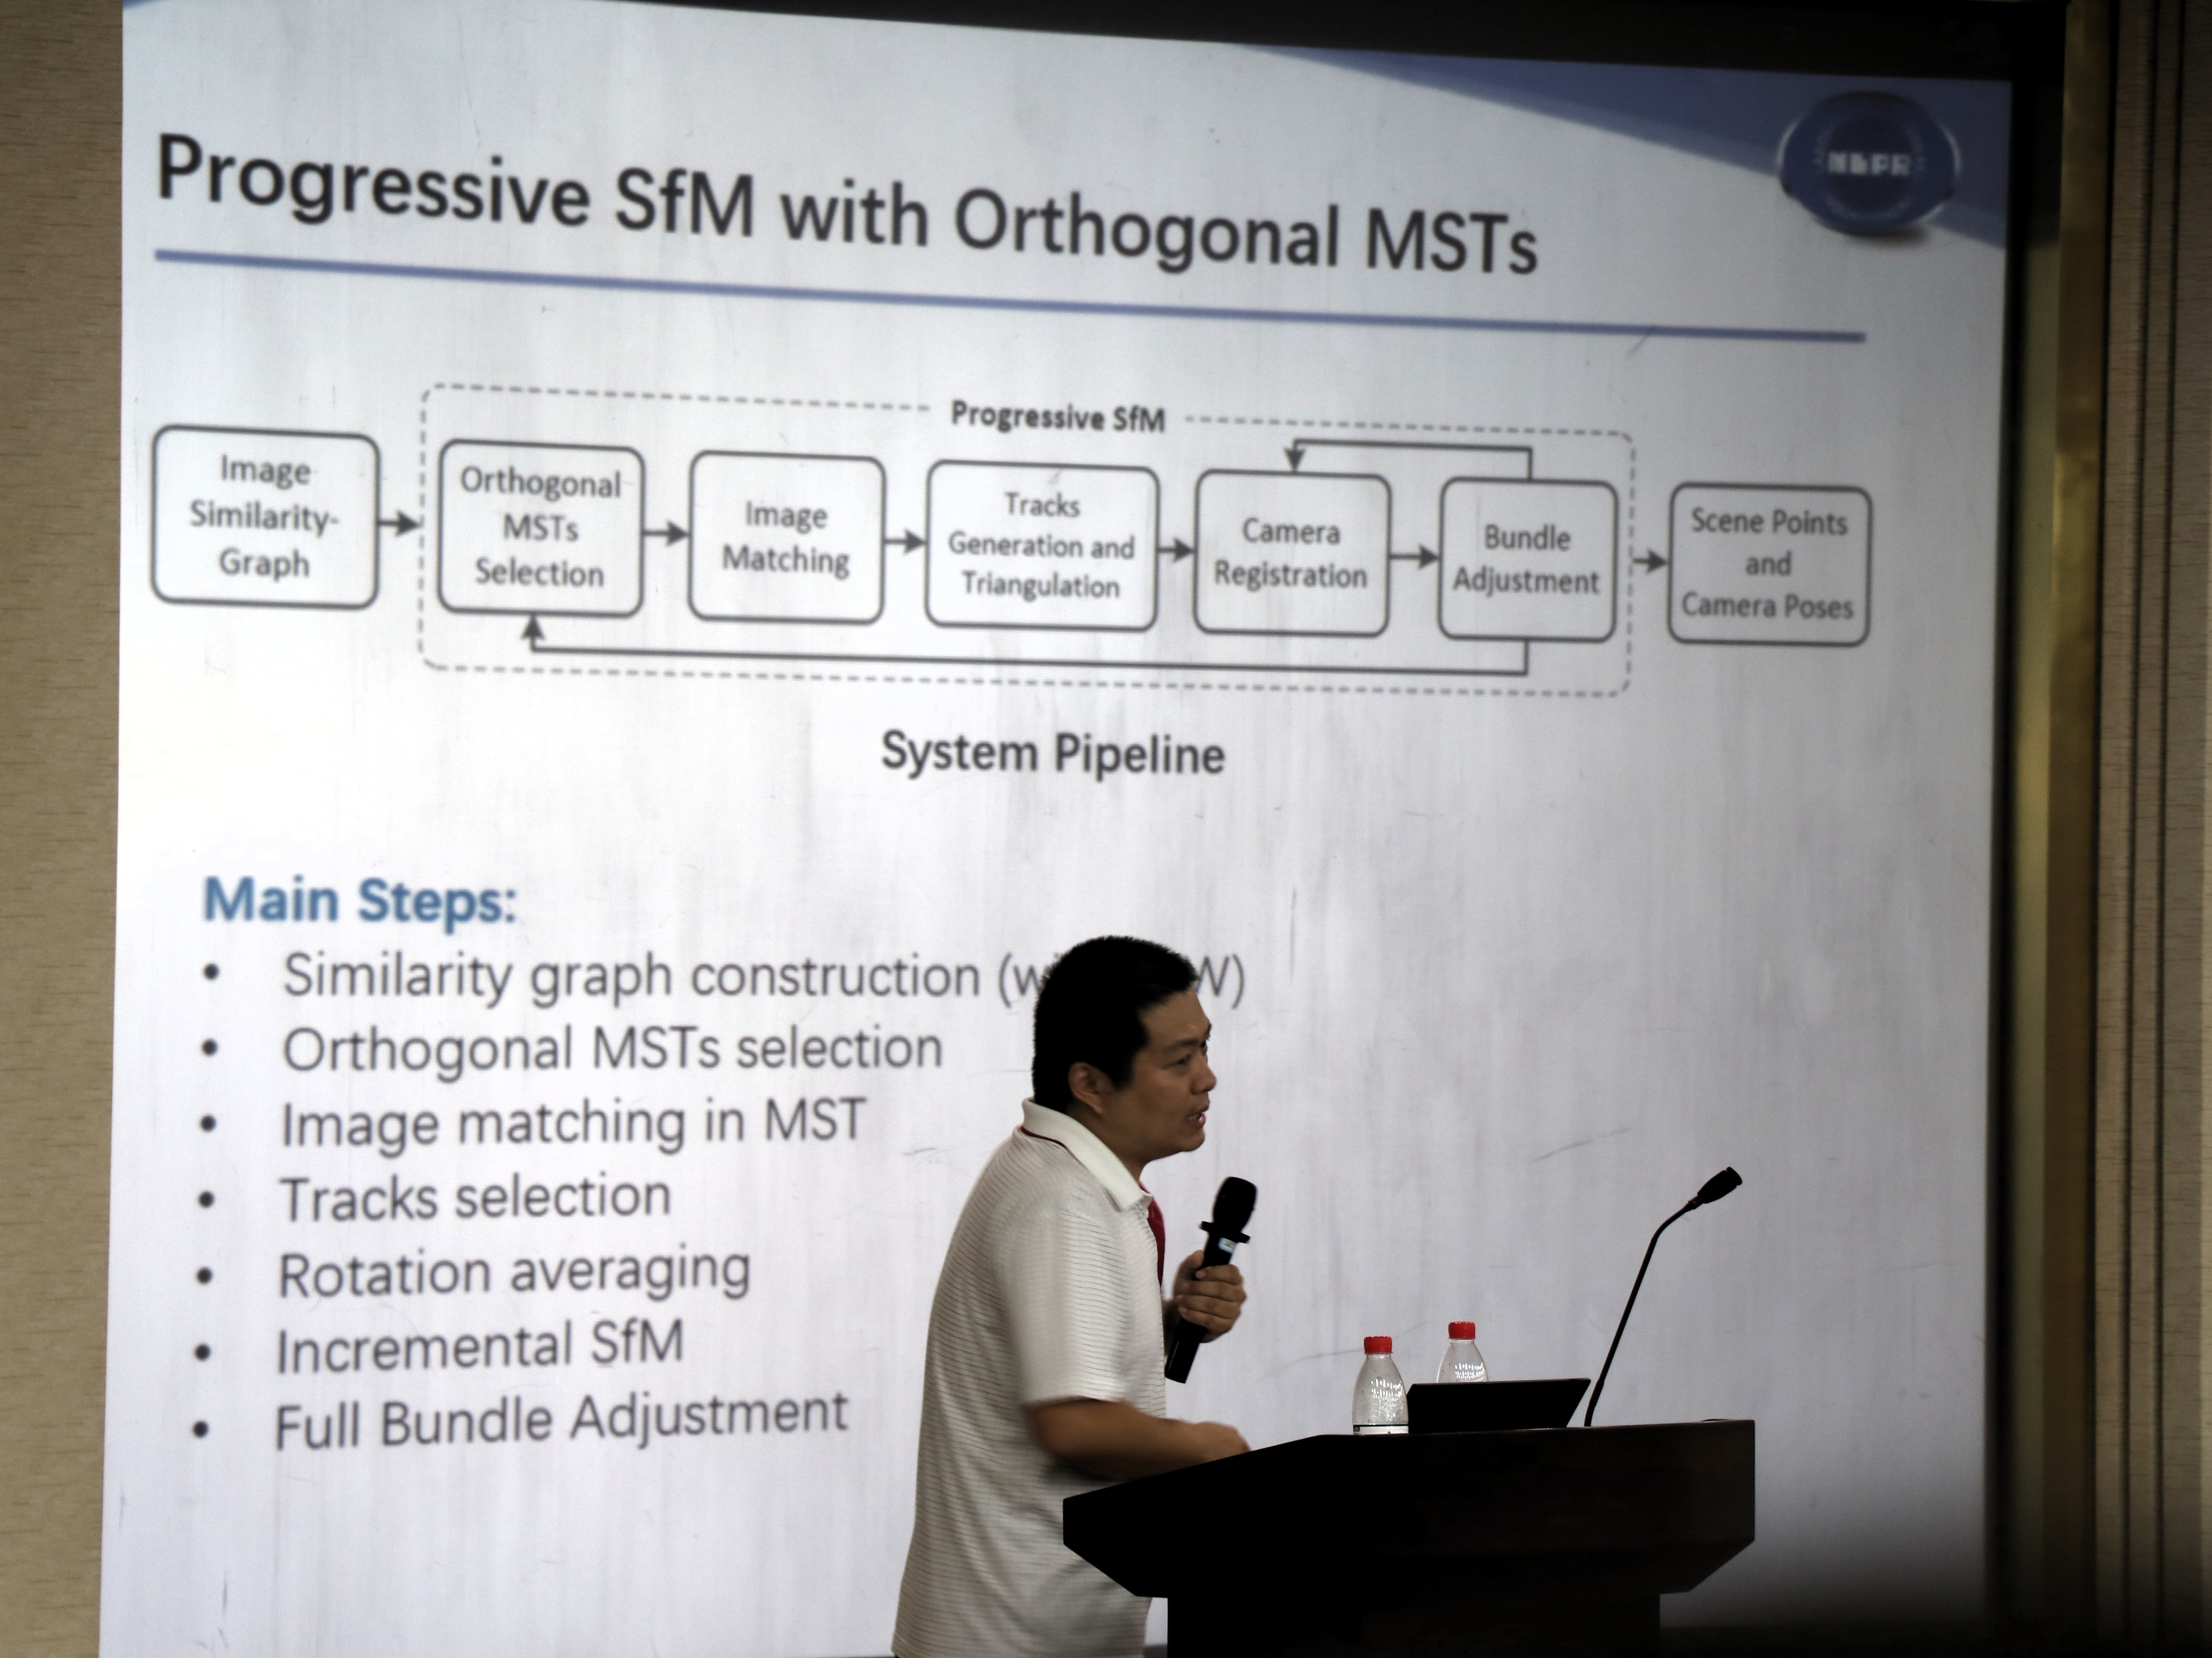 NLPR
Progressive SfM with Orthogonal MSTs
Progressive SfM
Image
Similarity-
Graph
Orthogonal
MSTs
Selection
Image
Matching
Tracks
Generation and
Triangulation
Camera
Registration
Bundle
Adjustment
Scene Points
and
Camera Poses
System Pipeline
Main Steps:
• Similarity graph construction (w W)
• Orthogonal MSTs selection
• Image matching in MST
• Tracks selection
• Rotation averaging
• Incremental SfM
• Full Bundle Adjustment